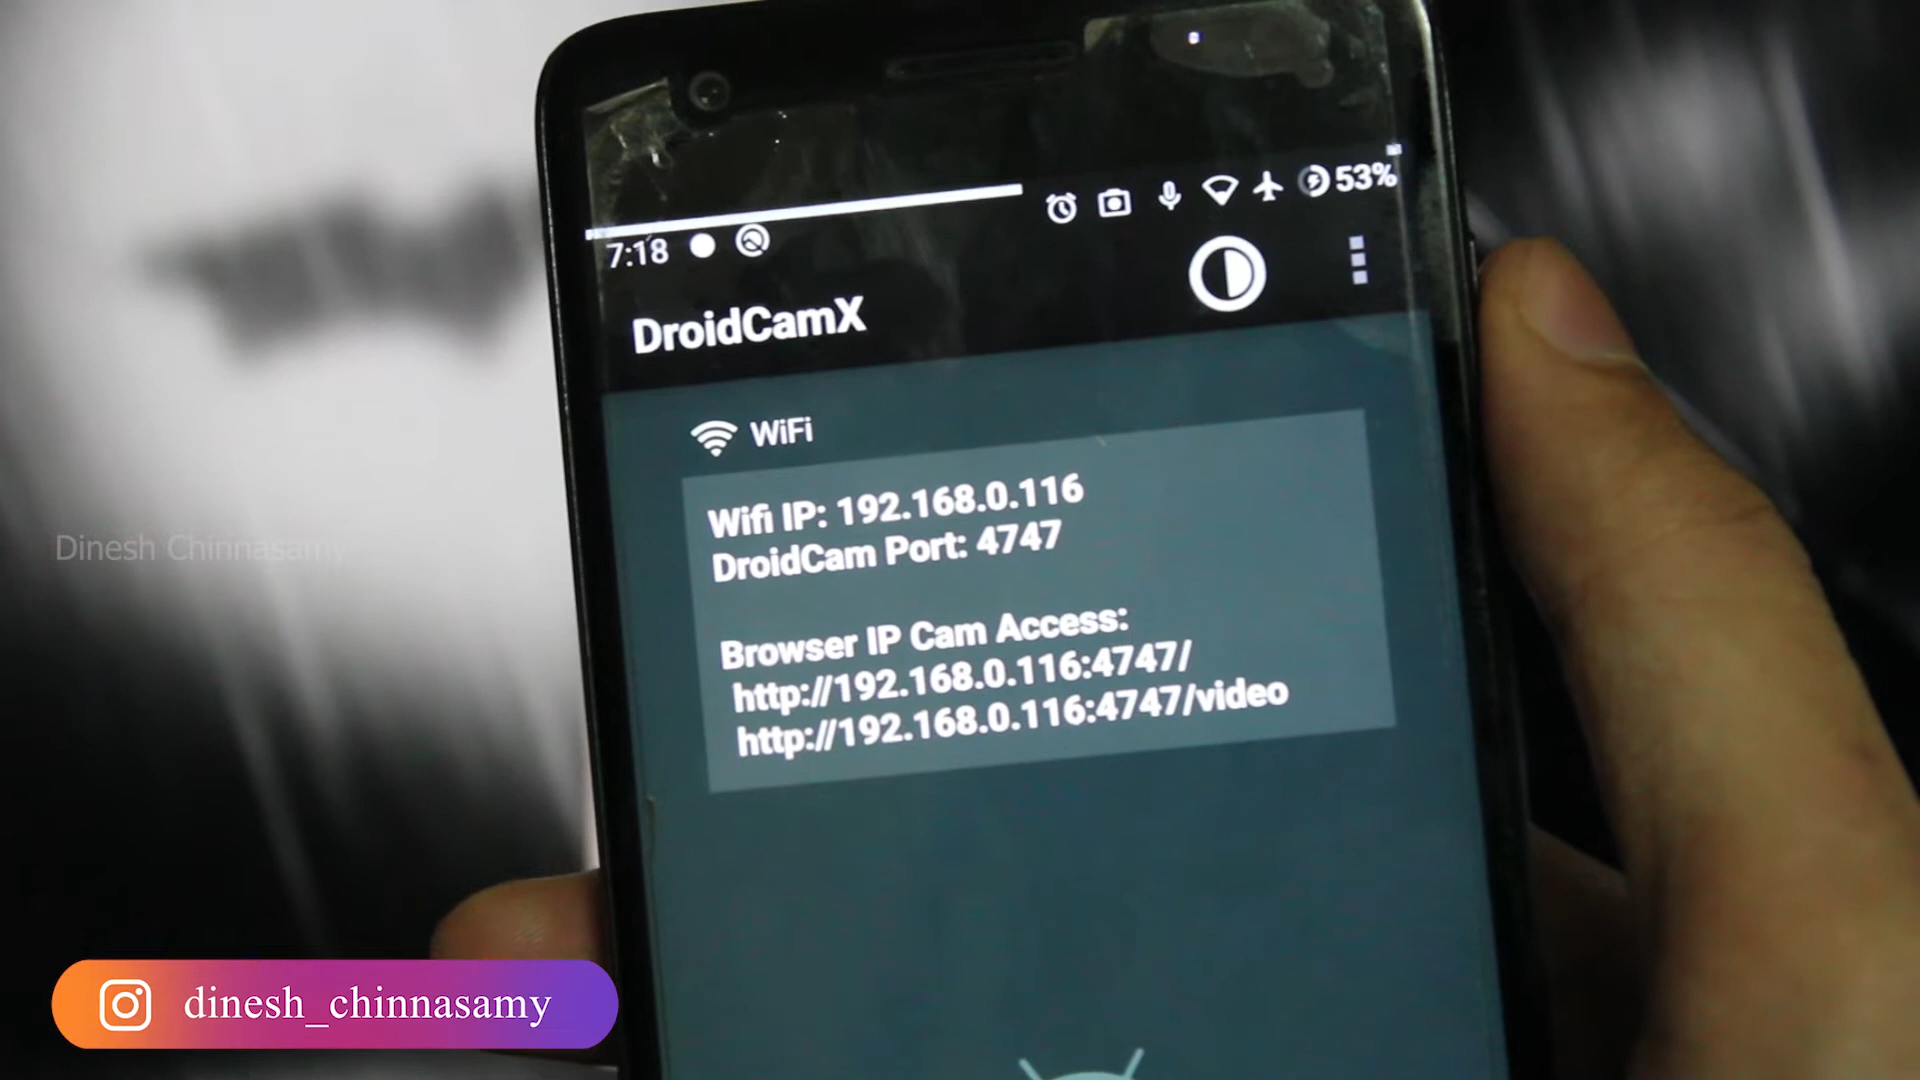 53%
7:18
DroidCamX
WiFi
Wifi IP: 192.168.0.116
DroidCam Port: 4747
Browser IP Cam Access:
http://192.168.0.116:4747/
http://192.168.0.116:4747/video
Dinesh Chinnasamy
dinesh_chinnasamy